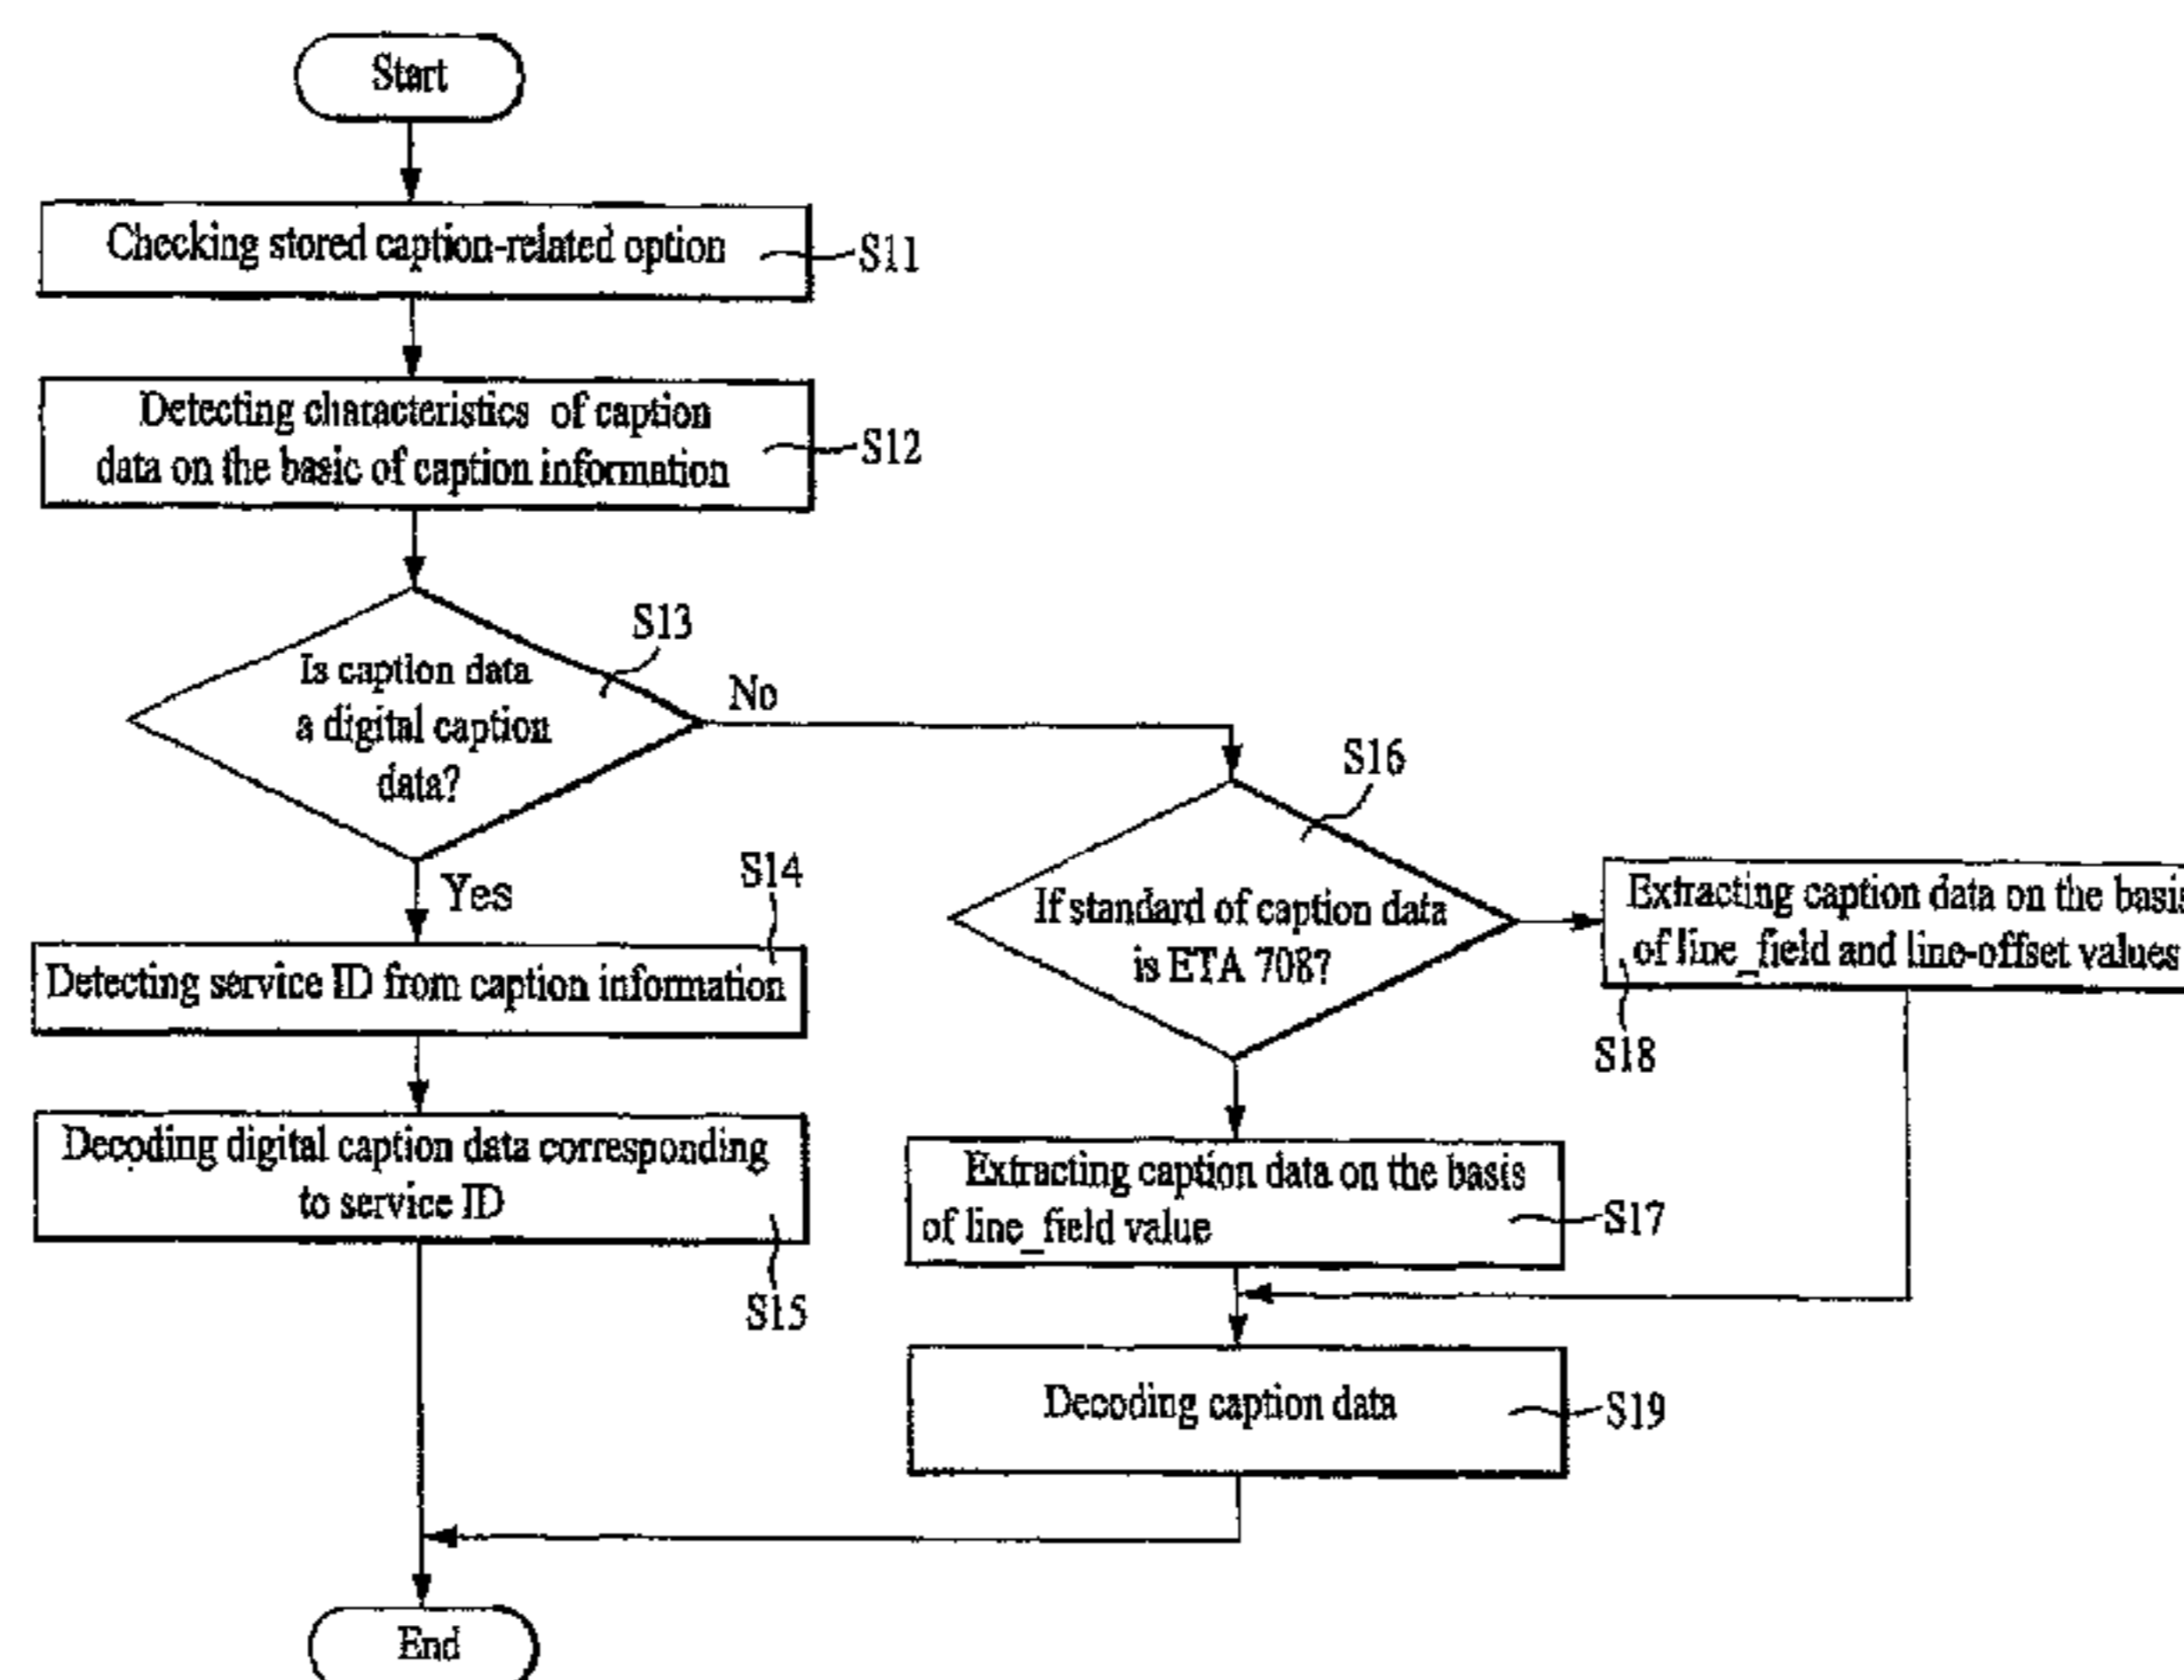 Start
Checking stored caption-related option
S11
Detecting characteristics of caption
data on the basic of caption information
S12
S13
Is caption data
a digital caption
data?
No
Yes
S14
Detecting service ID from caption information
Decoding digital caption data corresponding
to service ID
S15
S16
If standard of caption data
is ETA 708?
Extracting caption data on the basis
of line_field and line-offset values
S18
Extracting caption data on the basis
of line_field value
S17
Decoding caption data
S19
End